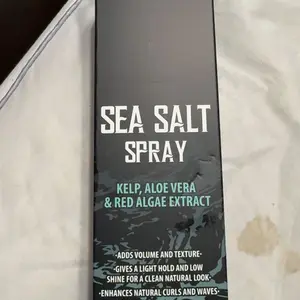 SEA SALT
SPRAY
KELP, ALOE VERA
& RED ALGAE EXTRACT
-ADDS VOLUME AND TEXTURE-
-GIVES A LIGHT HOLD AND LOW
SHINE FOR A CLEAN NATURAL LOOK-
-ENHANCES NATURAL CURLS AND WAVES-